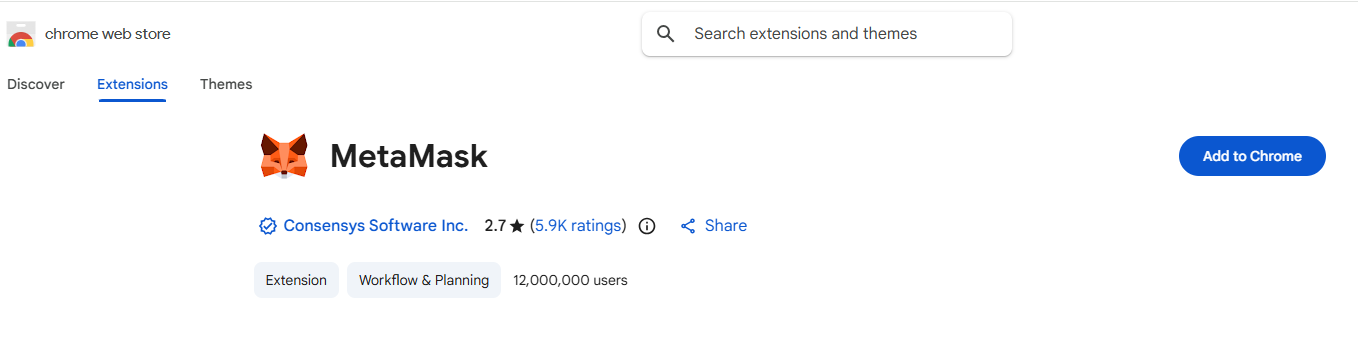 chrome web store
Search extensions and themes
Discover Extensions Themes
MetaMask
Add to Chrome
Consensys Software Inc. 2.7 ★ (5.9K ratings) Share
Extension Workflow & Planning 12,000,000 users